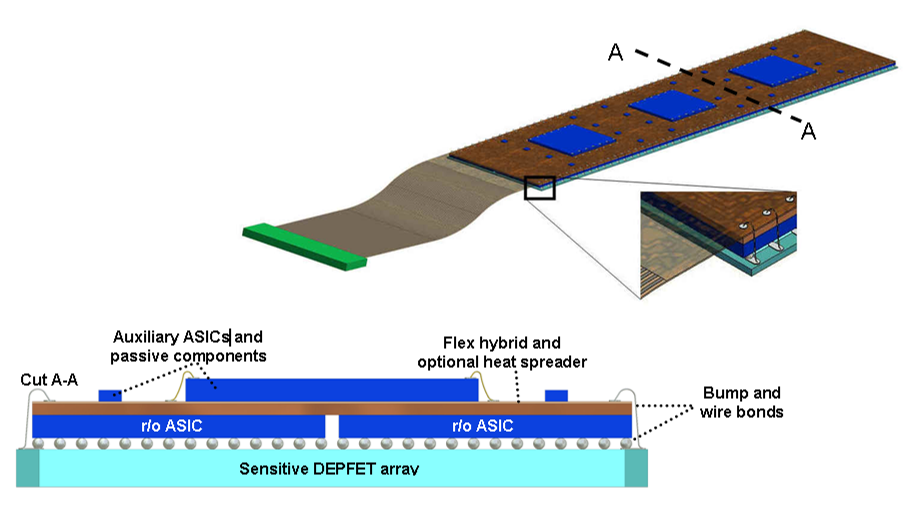 A
A
Auxiliary ASICs and
passive components
Flex hybrid and
optional heat spreader
Cut A-A
Bump and
wire bonds
r/o ASIC
r/o ASIC
Sensitive DEPFET array